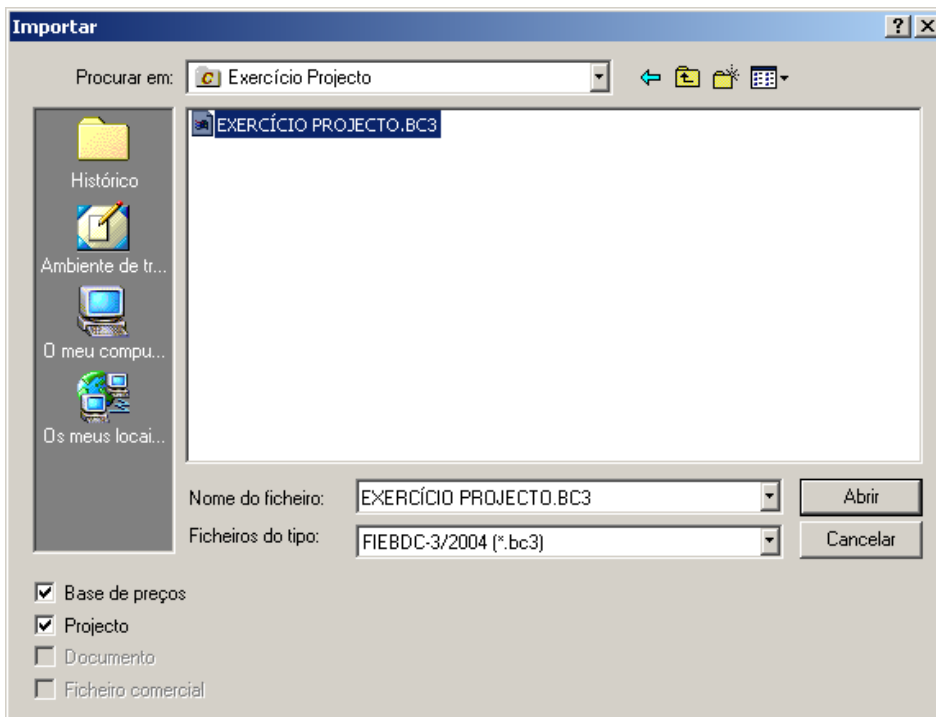 Importar
Procurar em: Exercício Projecto
EXERCÍCIO PROJECTO.BC3
Histórico
Ambiente de tr...
O meu compu...
Os meus locai...
Nome do ficheiro: EXERCÍCIO PROJECTO.BC3 Abrir
Ficheiros do tipo: FIEBDC-3/2004 (*.bc3) Cancelar
Base de preços
Projecto
Documento
Ficheiro comercial